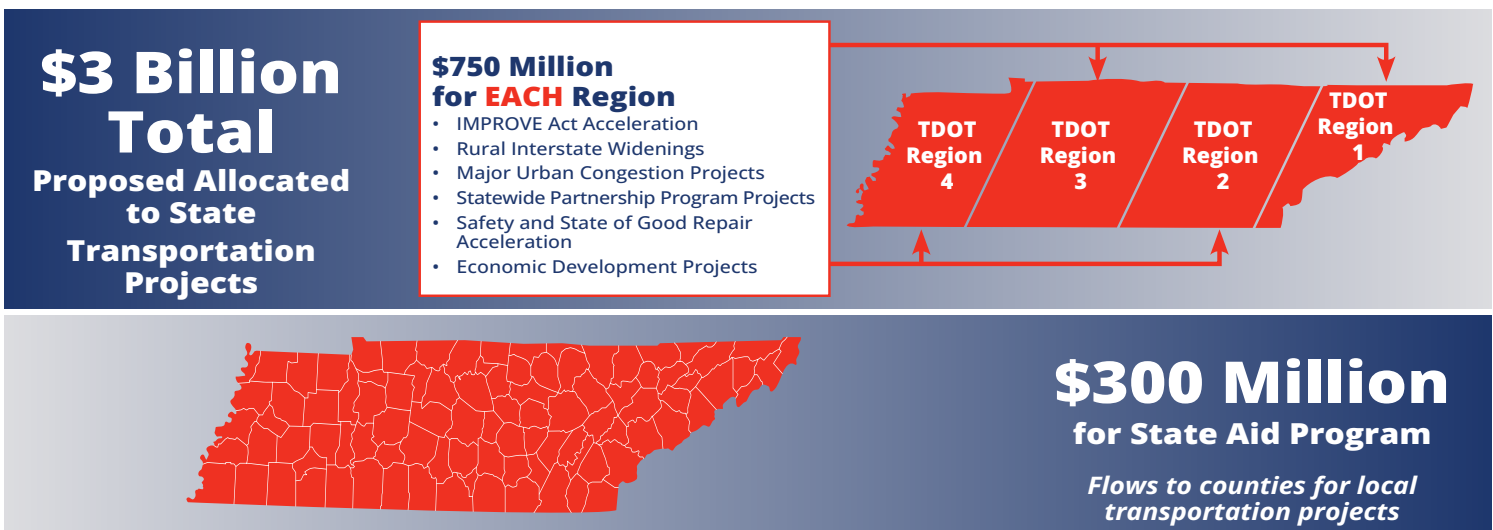 $3 Billion
Total
Proposed Allocated
to State
Transportation
Projects
$750 Million
for EACH Region
• IMPROVE Act Acceleration
• Rural Interstate Widenings
• Major Urban Congestion Projects
• Statewide Partnership Program Projects
• Safety and State of Good Repair
Acceleration
• Economic Development Projects
TDOT
Region
4
TDOT
Region
3
TDOT
Region
2
TDOT
Region
1
$300 Million
for State Aid Program
Flows to counties for local
transportation projects